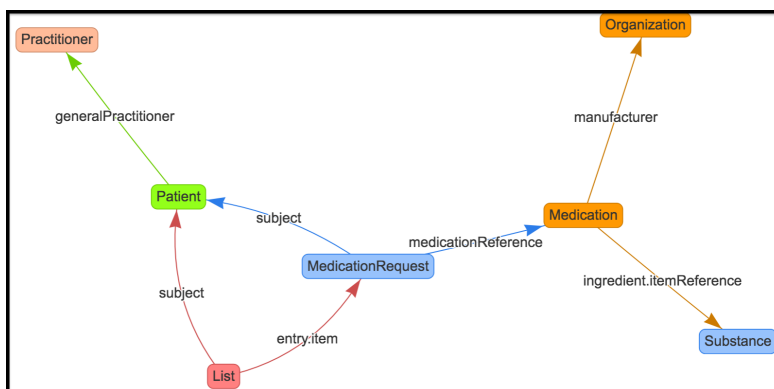 Organization
Practitioner
generalPractitioner
manufacturer
Patient
Medication
subject
medicationReference
MedicationRequest
ingredient.itemReference
subject
entry.item
Substance
List